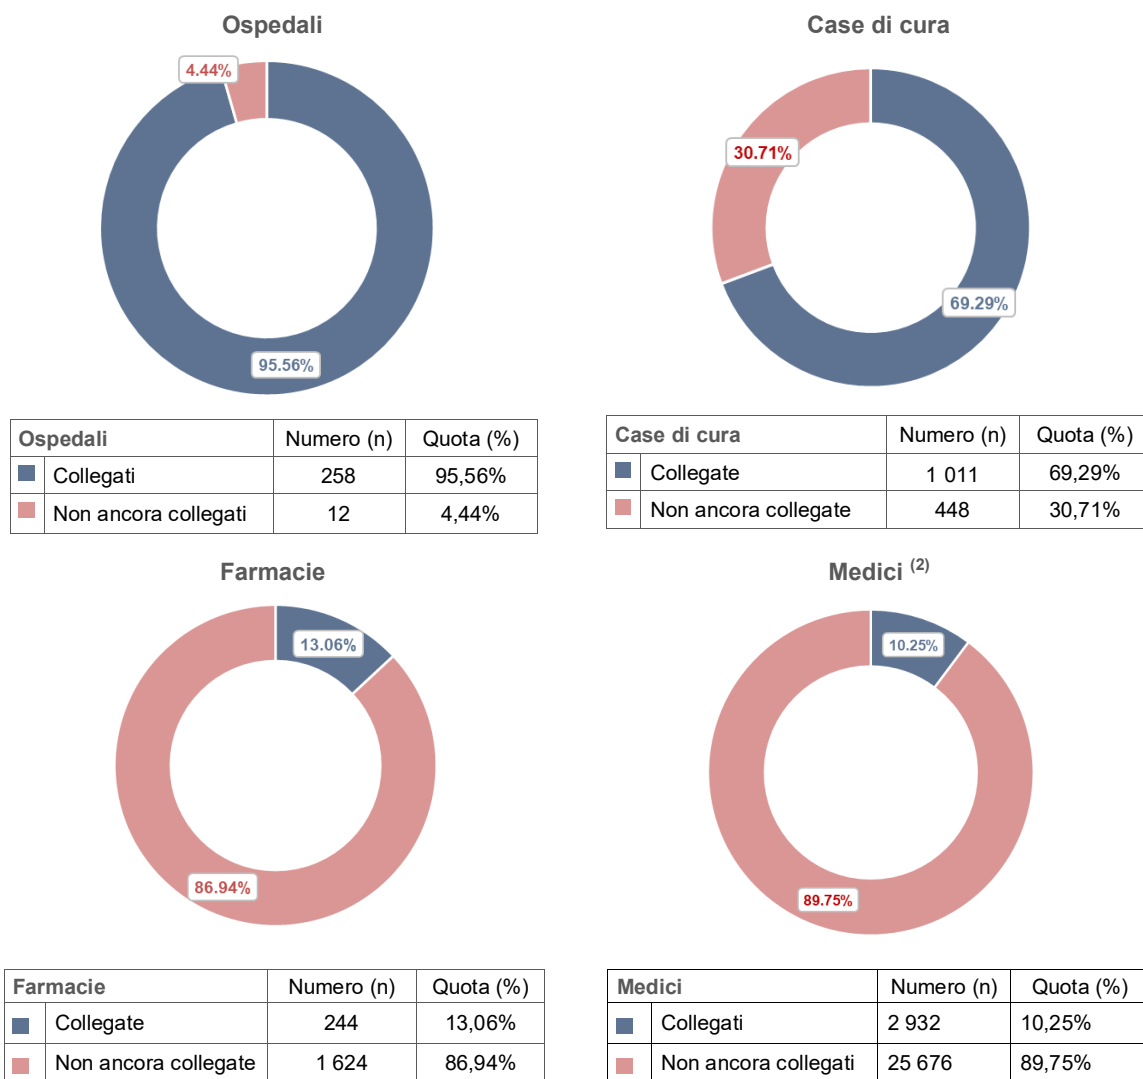 Ospedali
4.44%
95.56%
Ospedali Numero (n) Quota (%)
Collegati 258 95,56%
Non ancora collegati 12 4,44%
Case di cura
30.71%
69.29%
Case di cura Numero (n) Quota (%)
Collegate 1 011 69,29%
Non ancora collegate 448 30,71%
Farmacie
13.06%
86.94%
Farmacie Numero (n) Quota (%)
Collegate 244 13,06%
Non ancora collegate 1 624 86,94%
Medici (2)
10.25%
89.75%
Medici Numero (n) Quota (%)
Collegati 2 932 10,25%
Non ancora collegati 25 676 89,75%